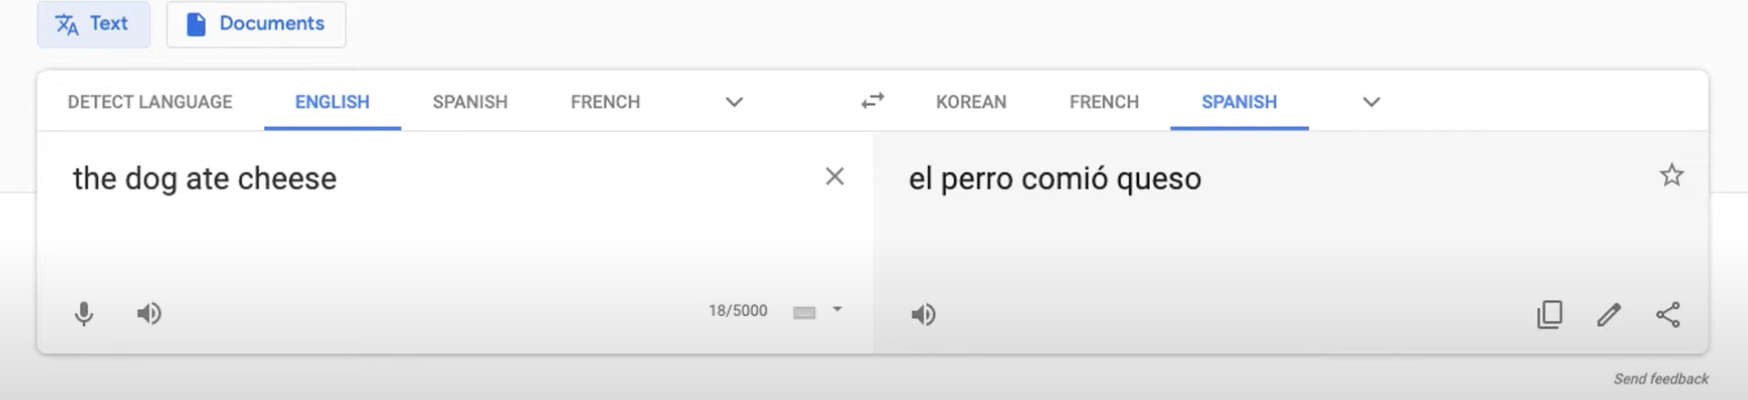 Text Documents
DETECT LANGUAGE ENGLISH SPANISH FRENCH KOREAN FRENCH SPANISH
the dog ate cheese el perro comió queso
18/5000
Send feedback